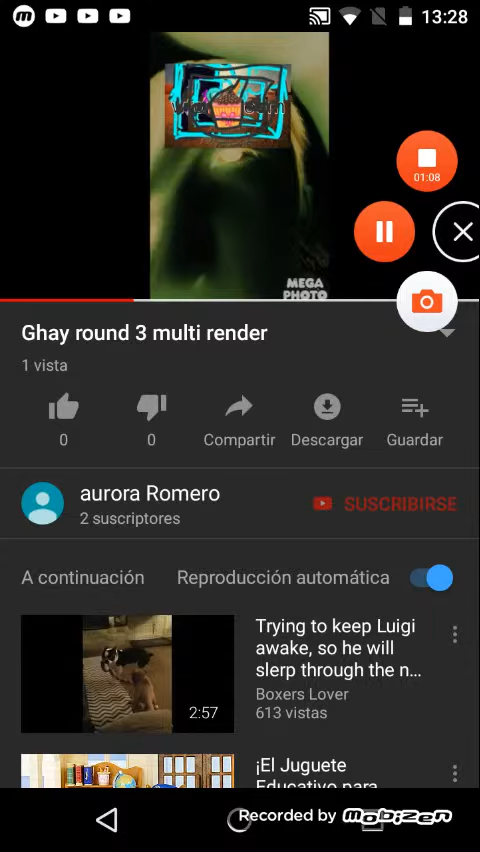 13:28
01:08
MEGA
PHOTO
Ghay round 3 multi render
1 vista
0
0
Compartir
Descargar
Guardar
aurora Romero
2 suscriptores
SUSCRIBIRSE
A continuación
Reproducción automática
Trying to keep Luigi
awake, so he will
slerp through the n...
Boxers Lover
613 vistas
2:57
¡El Juguete
Educativo para
Recorded by Mobizen